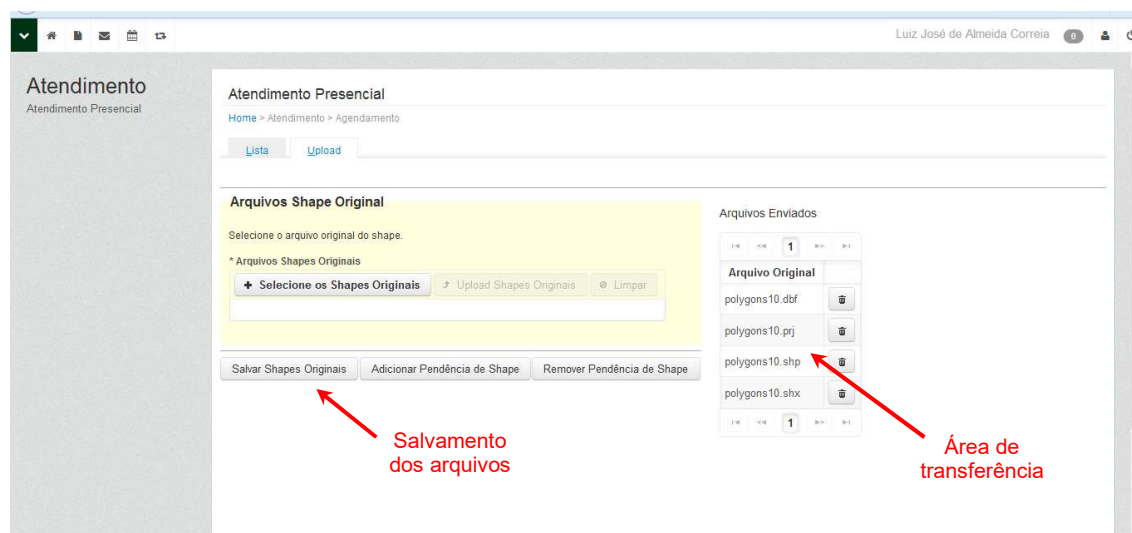 Luiz José de Almeida Correia 0
Atendimento
Atendimento Presencial
Atendimento Presencial
Home > Atendimento > Agendamento
Lista Upload
Arquivos Shape Original
Selecione o arquivo original do shape.
* Arquivos Shapes Originais
+ Selecione os Shapes Originais Upload Shapes Originais Limpar
Salvar Shapes Originais Adicionar Pendência de Shape Remover Pendência de Shape
Arquivos Enviados
1
Arquivo Original
polygons10.dbf
polygons10.prj
polygons10.shp
polygons10.shx
1
Salvamento
dos arquivos
Área de
transferência